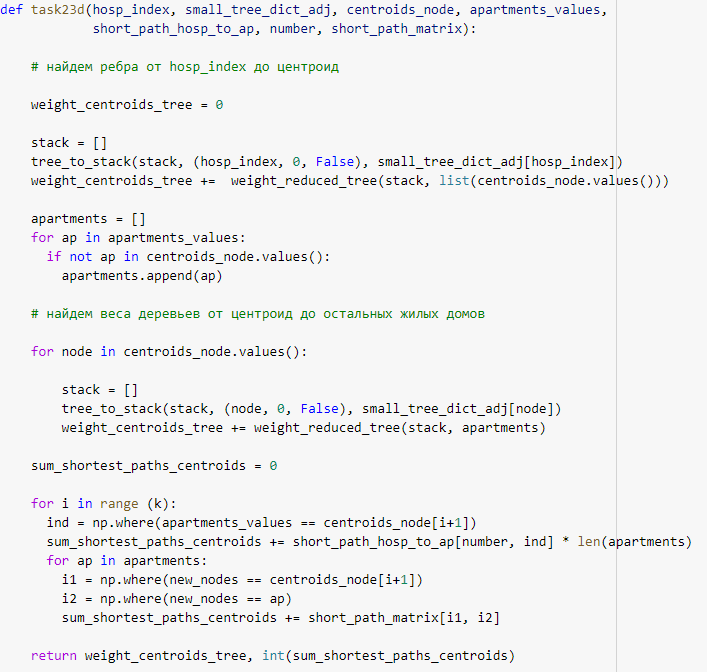 def task23d(hosp_index, small_tree_dict_adj, centroids_node, apartments_values,
            short_path_hosp_to_ap, number, short_path_matrix):
    # найдем ребра от hosp_index до центроид
    weight_centroids_tree = 0
    stack = []
    tree_to_stack(stack, (hosp_index, 0, False), small_tree_dict_adj[hosp_index])
    weight_centroids_tree +=  weight_reduced_tree(stack, list(centroids_node.values()))
    apartments = []
    for ap in apartments_values:
      if not ap in centroids_node.values():
        apartments.append(ap)
    # найдем веса деревьев от центроид до остальных жилых домов
    for node in centroids_node.values():
        stack = []
        tree_to_stack(stack, (node, 0, False), small_tree_dict_adj[node])
        weight_centroids_tree += weight_reduced_tree(stack, apartments)
    sum_shortest_paths_centroids = 0
    for i in range (k):
      ind = np.where(apartments_values == centroids_node[i+1])
      sum_shortest_paths_centroids += short_path_hosp_to_ap[number, ind] * len(apartments)
      for ap in apartments:
        i1 = np.where(new_nodes == centroids_node[i+1])
        i2 = np.where(new_nodes == ap)
        sum_shortest_paths_centroids += short_path_matrix[i1, i2]
    return weight_centroids_tree, int(sum_shortest_paths_centroids)